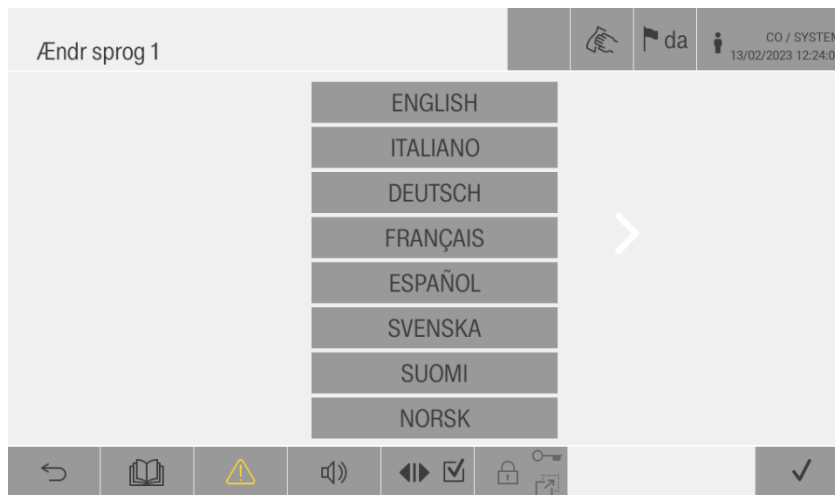 Ændr sprog 1
da
CO / SYSTEM
13/02/2023 12:24:0
ENGLISH
ITALIANO
DEUTSCH
FRANÇAIS
ESPAÑOL
SVENSKA
SUOMI
NORSK